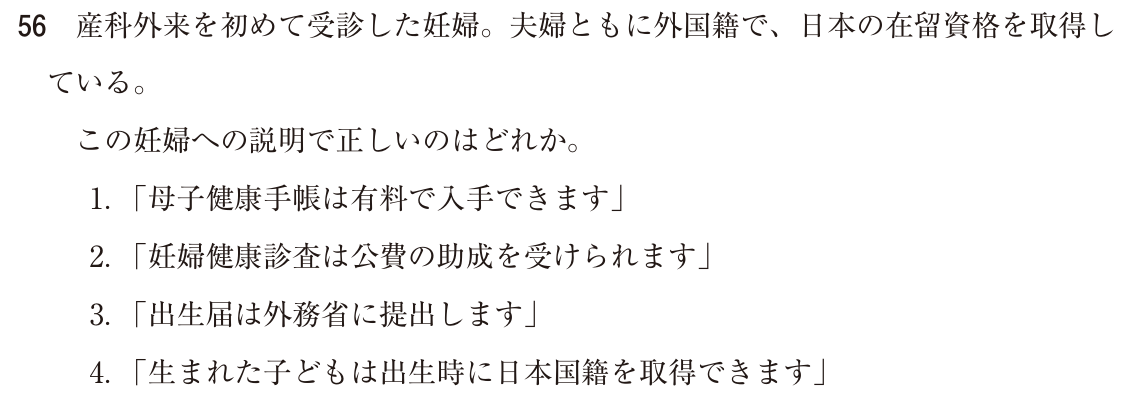 56　産科外来を初めて受診した妊婦。夫婦ともに外国籍で、日本の在留資格を取得し
ている。
この妊婦への説明で正しいのはどれか。
1. 「母子健康手帳は有料で入手できます」
2. 「妊婦健康診査は公費の助成を受けられます」
3. 「出生届は外務省に提出します」
4. 「生まれた子どもは出生時に日本国籍を取得できます」